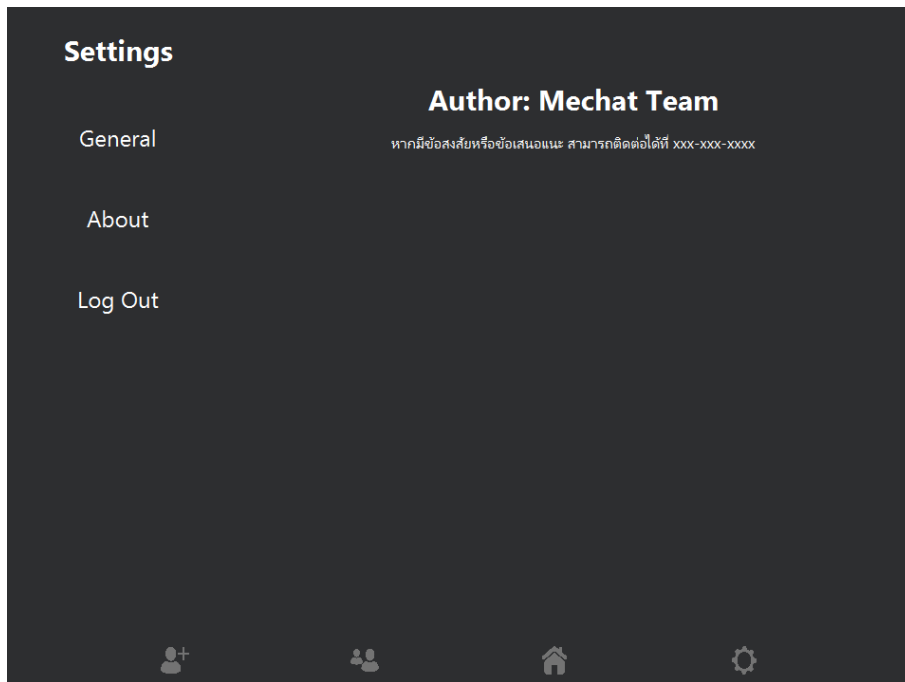 Settings
General
About
Log Out
Author: Mechat Team
หากมีข้อสงสัยหรือข้อเสนอแนะ สามารถติดต่อได้ที่ xxx-xxx-xxxx